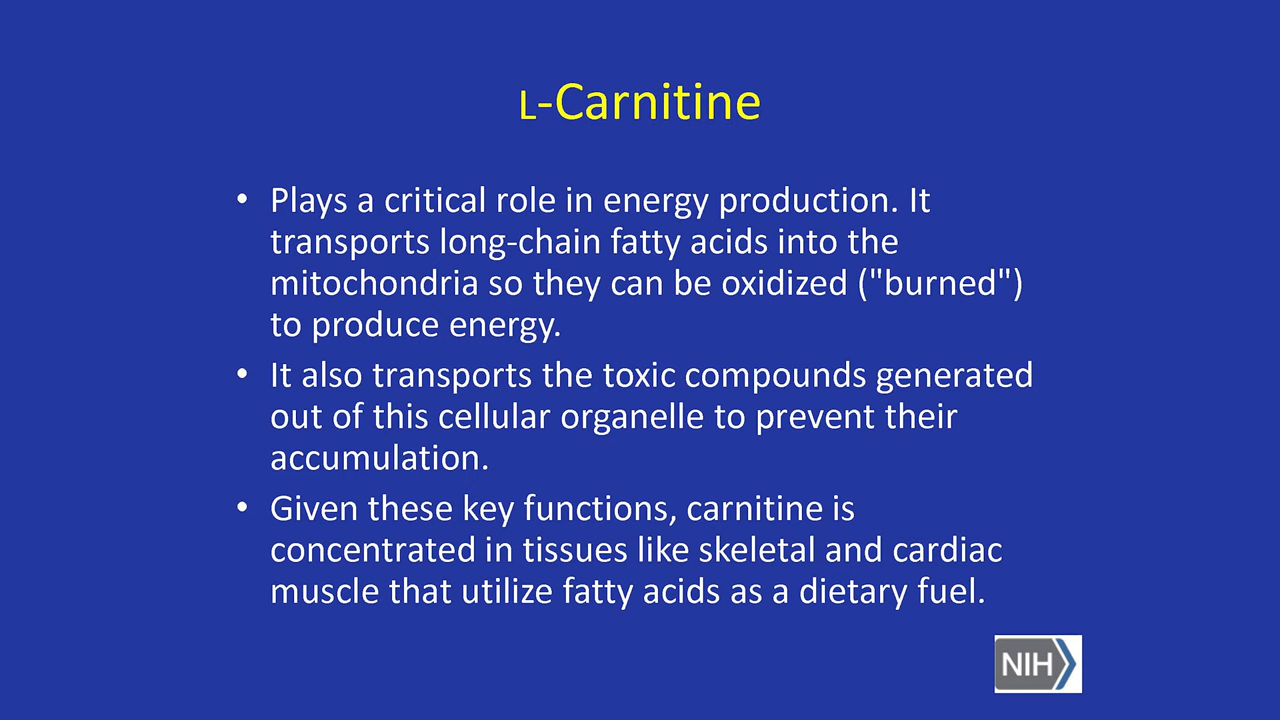 L-Carnitine
• Plays a critical role in energy production. It
transports long-chain fatty acids into the
mitochondria so they can be oxidized ("burned")
to produce energy.
• It also transports the toxic compounds generated
out of this cellular organelle to prevent their
accumulation.
• Given these key functions, carnitine is
concentrated in tissues like skeletal and cardiac
muscle that utilize fatty acids as a dietary fuel.
NIH